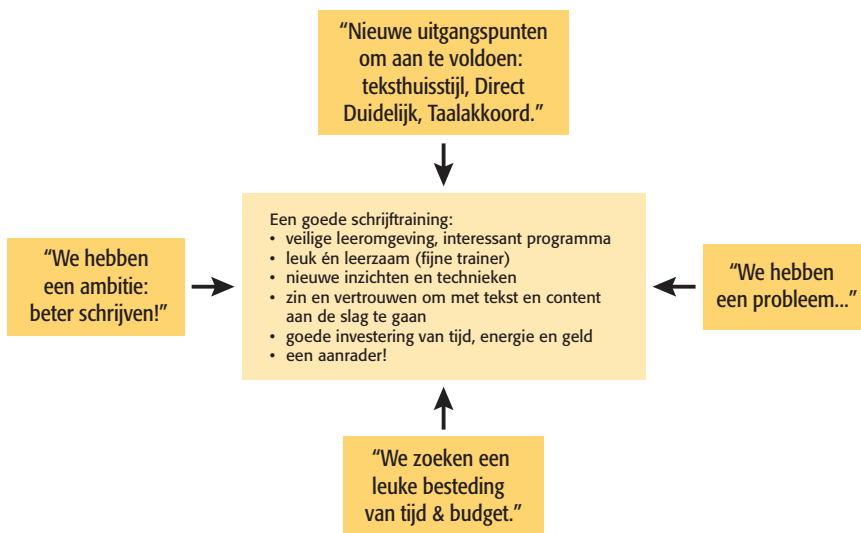 “Nieuwe uitgangspunten
om aan te voldoen:
teksthuisstijl, Direct
Duidelijk, Taalakkoord.”
“We hebben
een ambitie:
beter schrijven!”
Een goede schrijftraining:
• veilige leeromgeving, interessant programma
• leuk én leerzaam (fijne trainer)
• nieuwe inzichten en technieken
• zin en vertrouwen om met tekst en content
aan de slag te gaan
• goede investering van tijd, energie en geld
• een aanrader!
“We hebben
een probleem...”
“We zoeken een
leuke besteding
van tijd & budget.”